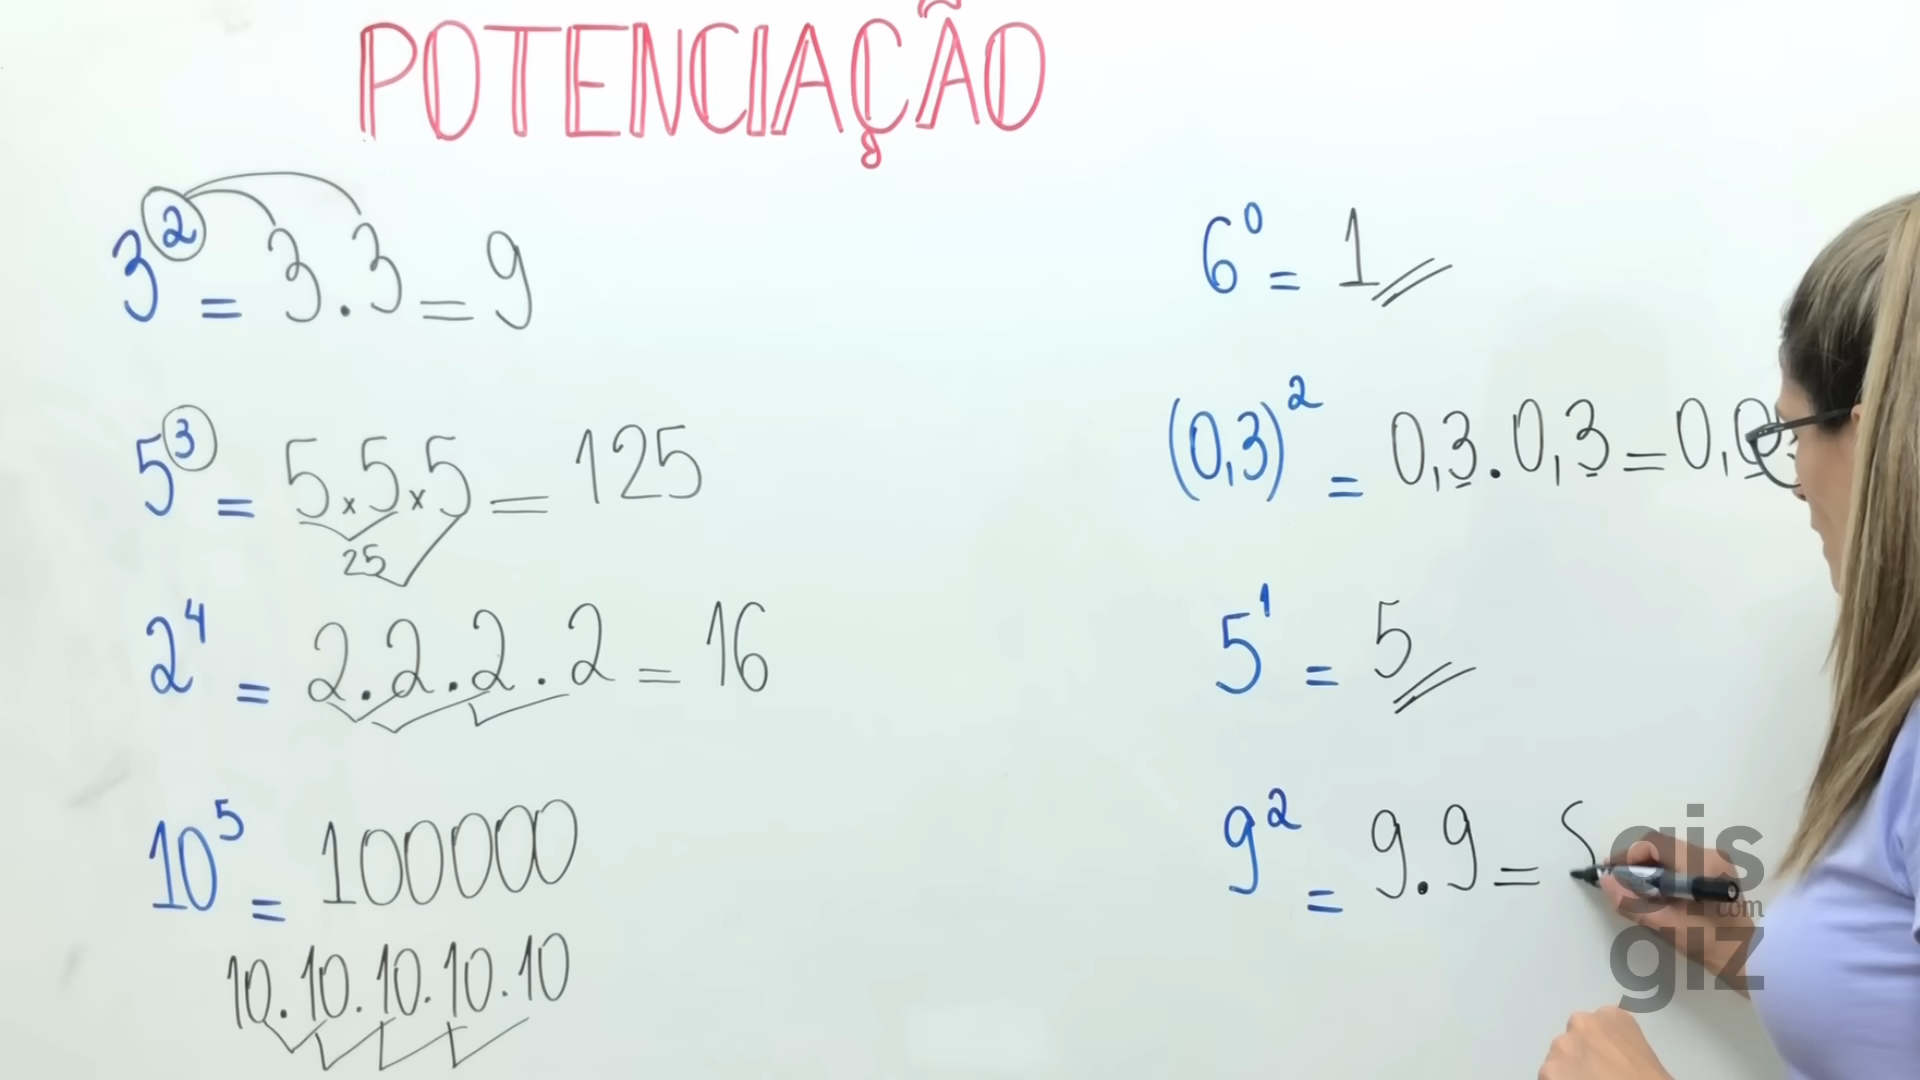 POTENCIAÇÃO
3² = 3.3 = 9
5³ = 5x5x5 = 125
25
2⁴ = 2.2.2.2 = 16
10⁵ = 100000
10.10.10.10.10
6⁰ = 1
(0,3)² = 0,3.0,3 = 0,0
5¹ = 5
9² = 9.9 =
gis
com
giz